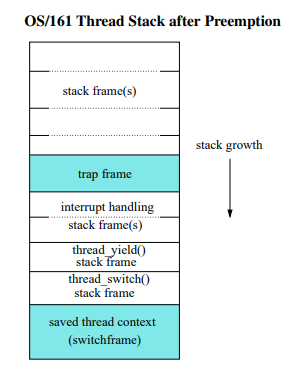 OS/161 Thread Stack after Preemption
stack frame(s)
stack growth
trap frame
interrupt handling
stack frame(s)
thread_yield()
stack frame
thread_switch()
stack frame
saved thread context
(switchframe)